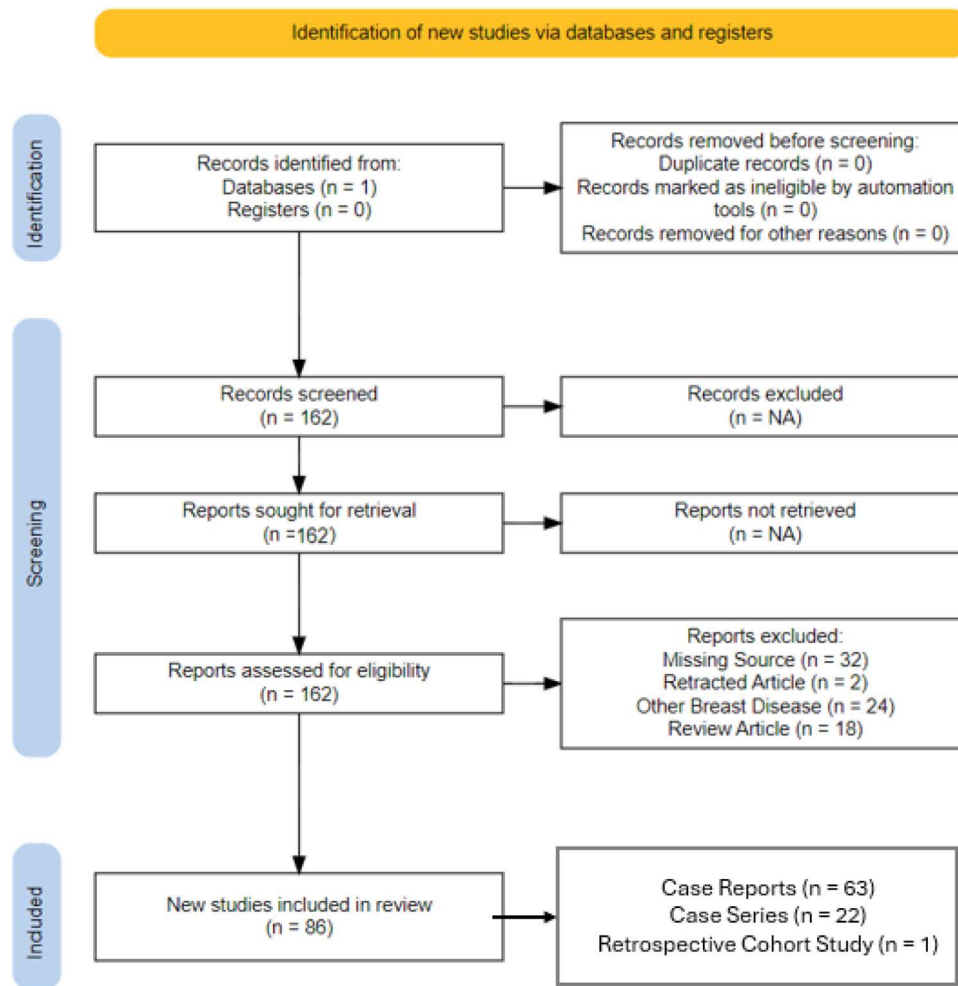 Identification of new studies via databases and registers
Identification
Records identified from:
Databases (n = 1)
Registers (n = 0)
Records removed before screening:
Duplicate records (n = 0)
Records marked as ineligible by automation
tools (n = 0)
Records removed for other reasons (n = 0)
Screening
Records screened
(n = 162)
Records excluded
(n = NA)
Reports sought for retrieval
(n =162)
Reports not retrieved
(n = NA)
Reports assessed for eligibility
(n = 162)
Reports excluded:
Missing Source (n = 32)
Retracted Article (n = 2)
Other Breast Disease (n = 24)
Review Article (n = 18)
Included
New studies included in review
(n = 86)
Case Reports (n = 63)
Case Series (n = 22)
Retrospective Cohort Study (n = 1)